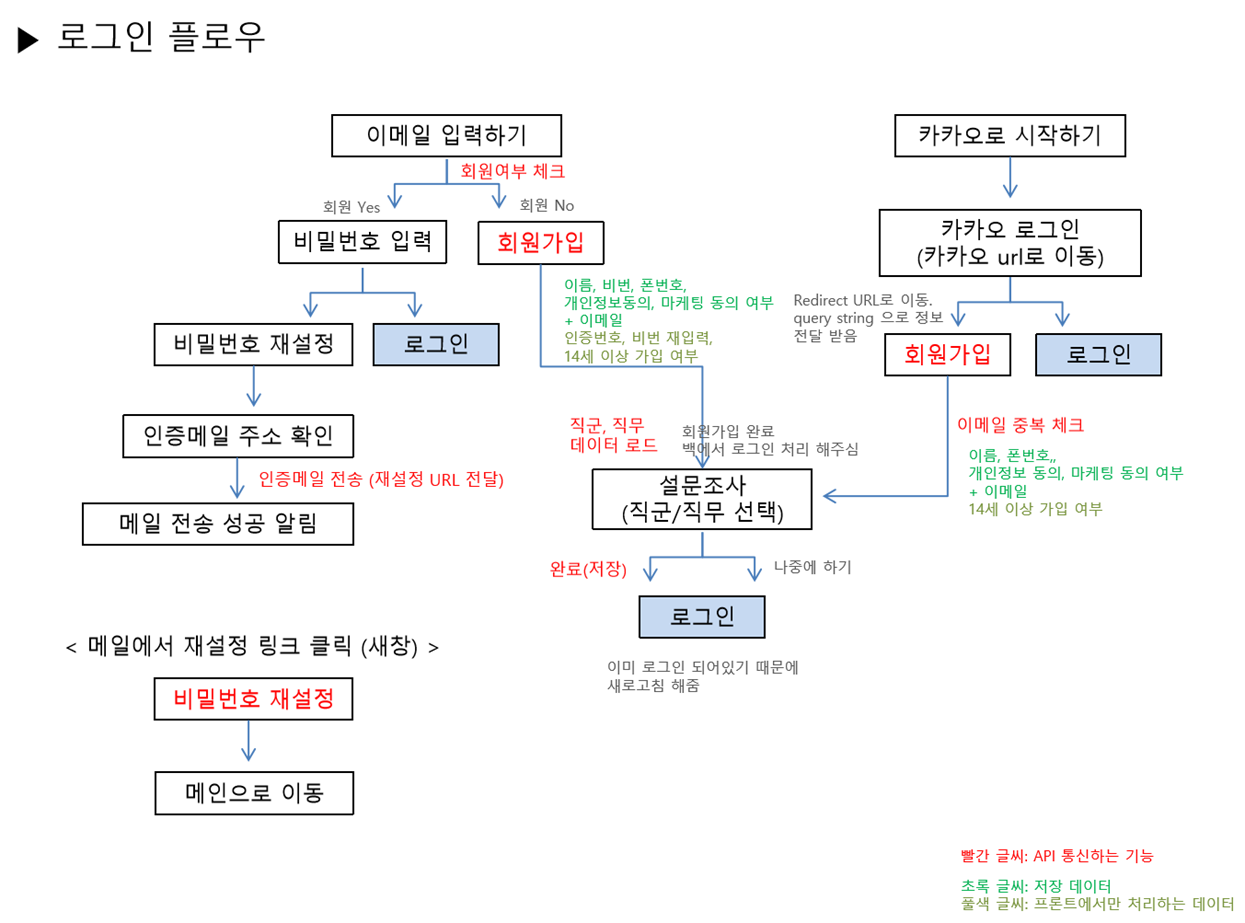 ▶ 로그인 플로우
이메일 입력하기
회원여부 체크
회원 Yes
회원 No
비밀번호 입력
회원가입
이름, 비번, 폰번호,
개인정보동의, 마케팅 동의 여부
+ 이메일
인증번호, 비번 재입력,
14세 이상 가입 여부
비밀번호 재설정
로그인
인증메일 주소 확인
인증메일 전송 (재설정 URL 전달)
메일 전송 성공 알림
카카오로 시작하기
카카오 로그인
(카카오 url로 이동)
Redirect URL로 이동.
query string 으로 정보
전달 받음
회원가입
로그인
이메일 중복 체크
이름, 폰번호,,
개인정보 동의, 마케팅 동의 여부
+ 이메일
14세 이상 가입 여부
직군, 직무
데이터 로드
회원가입 완료
백에서 로그인 처리 해주심
설문조사
(직군/직무 선택)
완료(저장)
나중에 하기
로그인
이미 로그인 되어있기 때문에
새로고침 해줌
< 메일에서 재설정 링크 클릭 (새창) >
비밀번호 재설정
메인으로 이동
빨간 글씨: API 통신하는 기능
초록 글씨: 저장 데이터
풀색 글씨: 프론트에서만 처리하는 데이터